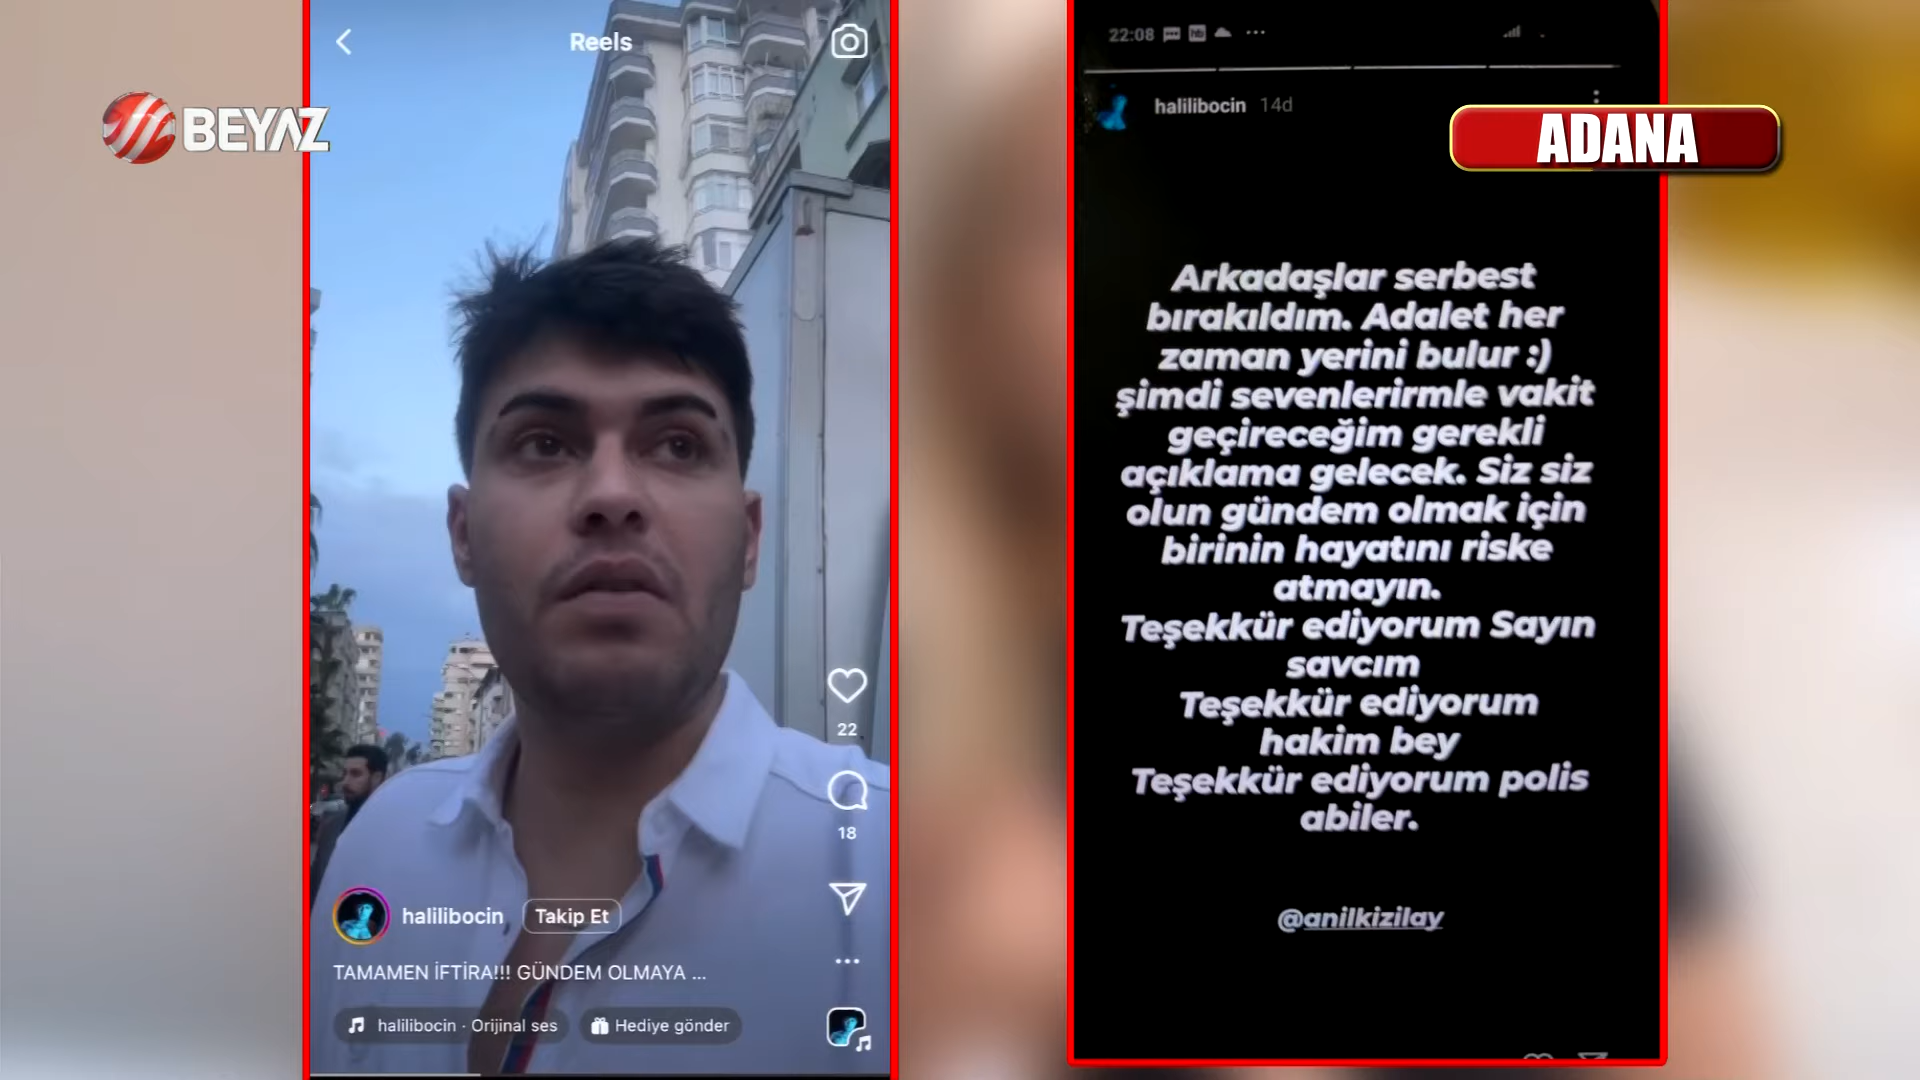 BEYAZ
Reels
halilibocin
Takip Et
22
18
TAMAMEN İFTİRA!!! GÜNDEM OLMAYA ...
halilibocin · Orijinal ses
Hediye gönder
22:08
hb
halilibocin 14d
ADANA
Arkadaşlar serbest
bırakıldım. Adalet her
zaman yerini bulur :)
şimdi sevenlerirmle vakit
geçireceğim gerekli
açıklama gelecek. Siz siz
olun gündem olmak için
birinin hayatını riske
atmayın.
Teşekkür ediyorum Sayın
savcım
Teşekkür ediyorum
hakim bey
Teşekkür ediyorum polis
abiler.
@anilkizilay